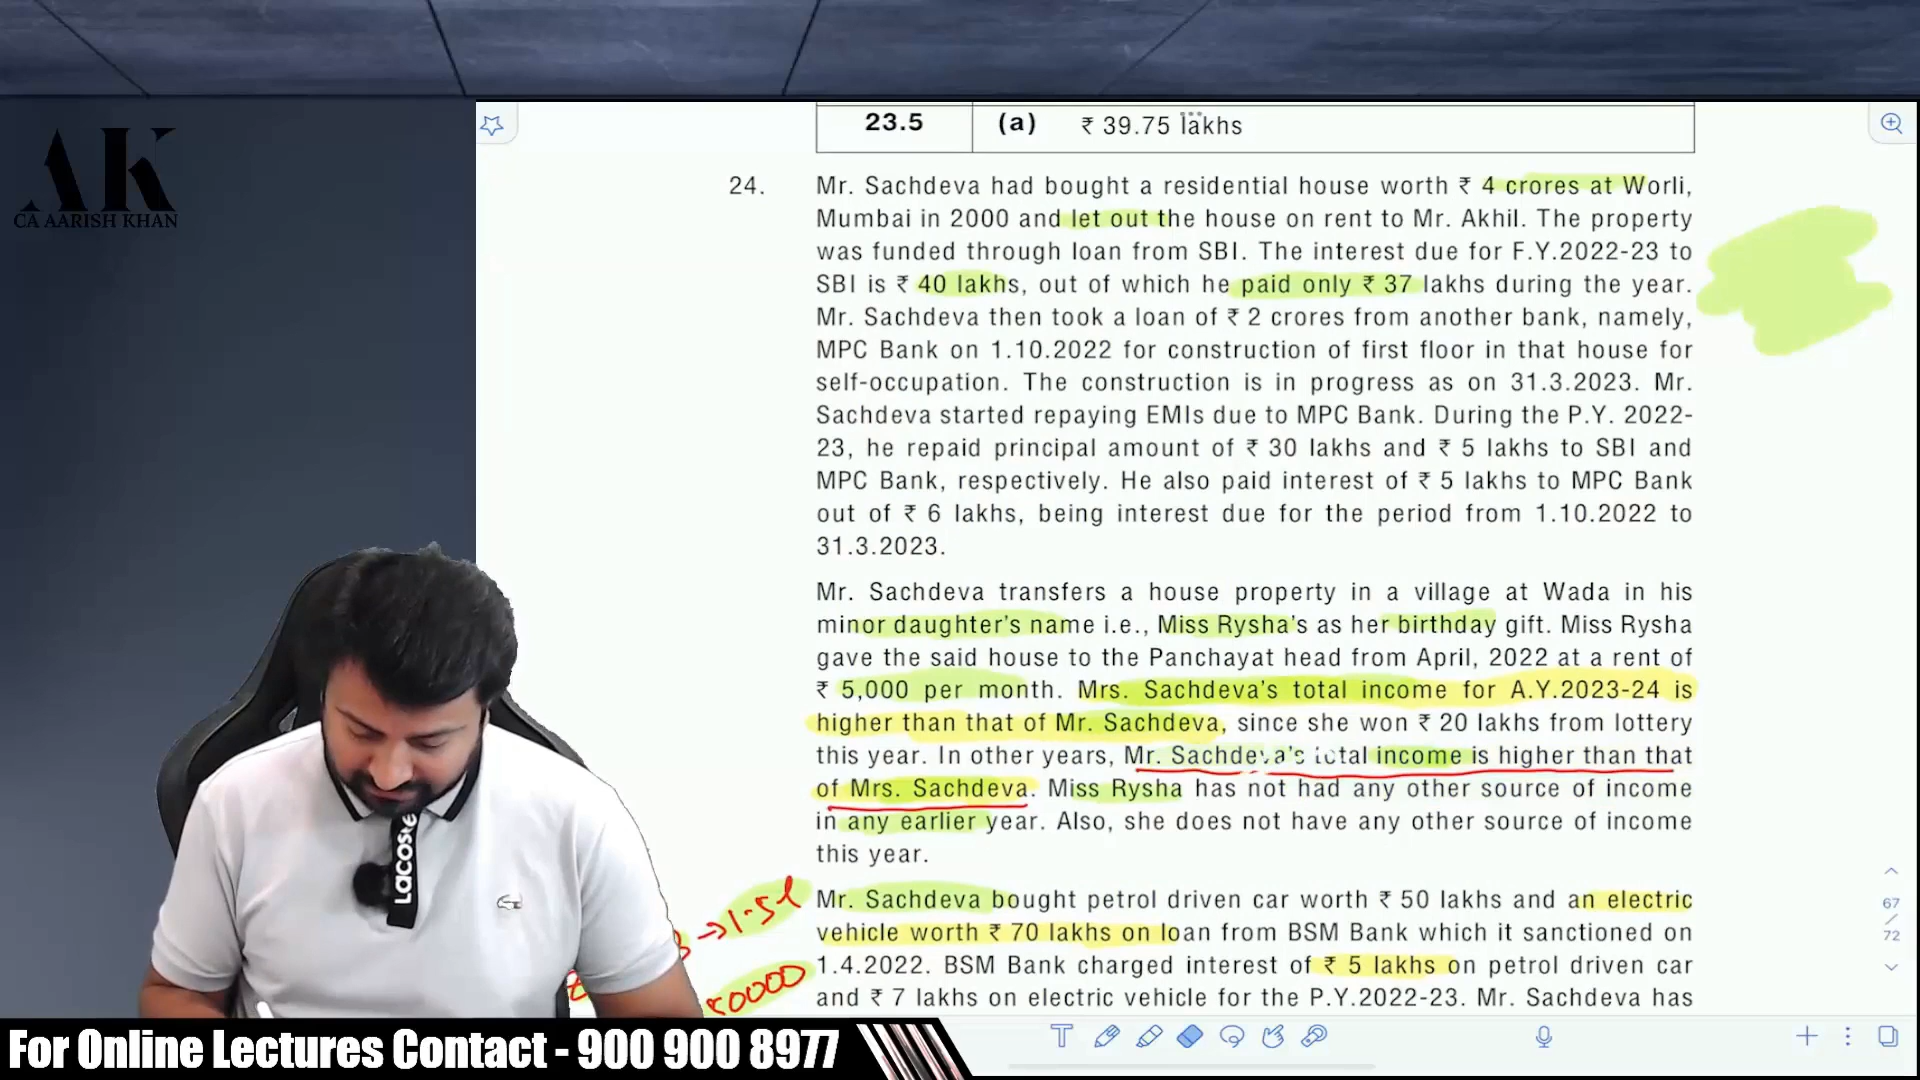 23.5 (a) ₹ 39.75 lakhs
AK
CA AARISH KHAN
24. Mr. Sachdeva had bought a residential house worth ₹ 4 crores at Worli,
Mumbai in 2000 and let out the house on rent to Mr. Akhil. The property
was funded through loan from SBI. The interest due for F.Y.2022-23 to
SBI is ₹ 40 lakhs, out of which he paid only ₹ 37 lakhs during the year.
Mr. Sachdeva then took a loan of ₹ 2 crores from another bank, namely,
MPC Bank on 1.10.2022 for construction of first floor in that house for
self-occupation. The construction is in progress as on 31.3.2023. Mr.
Sachdeva started repaying EMIs due to MPC Bank. During the P.Y. 2022-
23, he repaid principal amount of ₹ 30 lakhs and ₹ 5 lakhs to SBI and
MPC Bank, respectively. He also paid interest of ₹ 5 lakhs to MPC Bank
out of ₹ 6 lakhs, being interest due for the period from 1.10.2022 to
31.3.2023.
Mr. Sachdeva transfers a house property in a village at Wada in his
minor daughter's name i.e., Miss Rysha's as her birthday gift. Miss Rysha
gave the said house to the Panchayat head from April, 2022 at a rent of
₹ 5,000 per month. Mrs. Sachdeva's total income for A.Y.2023-24 is
higher than that of Mr. Sachdeva, since she won ₹ 20 lakhs from lottery
this year. In other years, Mr. Sachdeva's total income is higher than that
of Mrs. Sachdeva. Miss Rysha has not had any other source of income
in any earlier year. Also, she does not have any other source of income
this year.
→1.5l
Mr. Sachdeva bought petrol driven car worth ₹ 50 lakhs and an electric
vehicle worth ₹ 70 lakhs on loan from BSM Bank which it sanctioned on
1.4.2022. BSM Bank charged interest of ₹ 5 lakhs on petrol driven car
and ₹ 7 lakhs on electric vehicle for the P.Y.2022-23. Mr. Sachdeva has
LACOSTE
67
/
72
For Online Lectures Contact - 900 900 8977